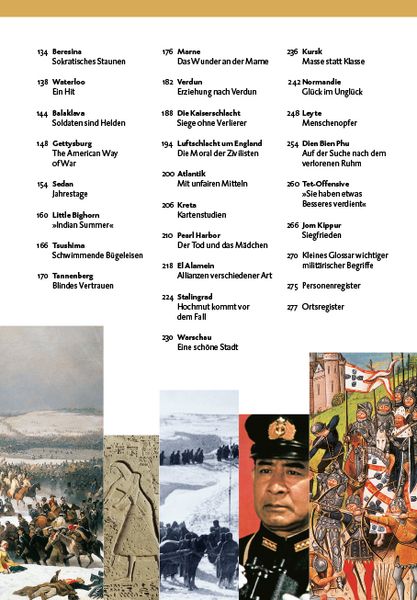 134 Beresina
Sokratisches Staunen
138 Waterloo
Ein Hit
144 Balaklava
Soldaten sind Helden
148 Gettysburg
The American Way
of War
154 Sedan
Jahrestage
160 Little Bighorn
»Indian Summer«
166 Tsushima
Schwimmende Bügeleisen
170 Tannenberg
Blindes Vertrauen
176 Marne
Das Wunder an der Marne
182 Verdun
Erziehung nach Verdun
188 Die Kaiserschlacht
Siege ohne Verlierer
194 Luftschlacht um England
Die Moral der Zivilisten
200 Atlantik
Mit unfairen Mitteln
206 Kreta
Kartenstudien
210 Pearl Harbor
Der Tod und das Mädchen
218 El Alamein
Allianzen verschiedener Art
224 Stalingrad
Hochmut kommt vor
dem Fall
230 Warschau
Eine schöne Stadt
236 Kursk
Masse statt Klasse
242 Normandie
Glück im Unglück
248 Leyte
Menschenopfer
254 Dien Bien Phu
Auf der Suche nach dem
verlorenen Ruhm
260 Tet-Offensive
»Sie haben etwas
Besseres verdient«
266 Jom Kippur
Siegfrieden
270 Kleines Glossar wichtiger
militärischer Begriffe
275 Personenregister
277 Ortsregister